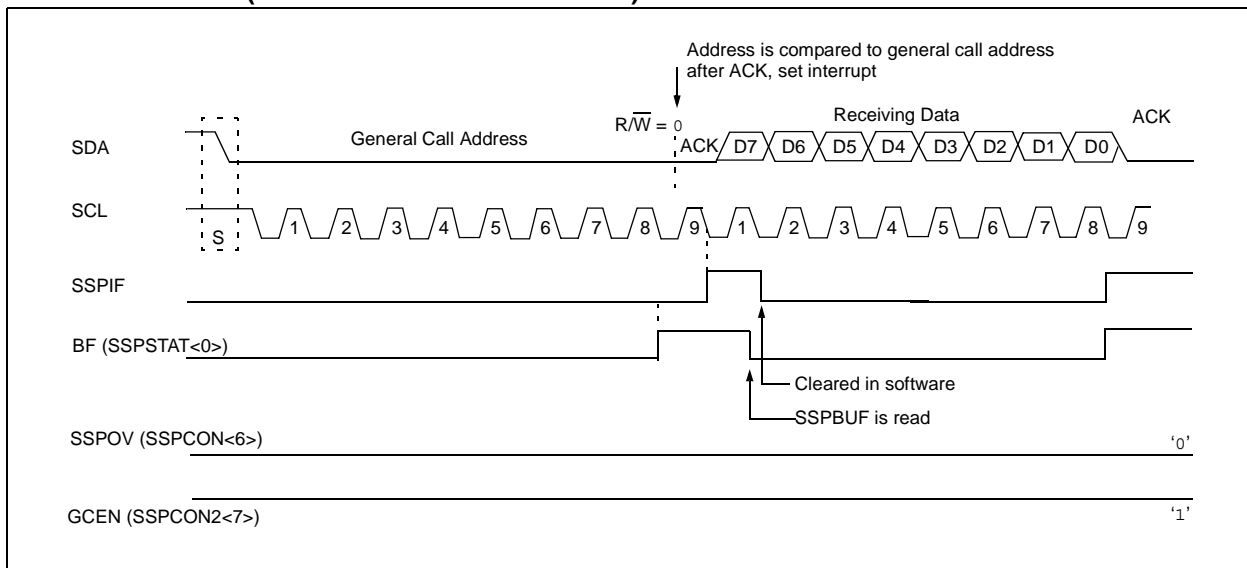 Address is compared to general call address
after ACK, set interrupt
R/W = 0
Receiving Data
ACK
SDA
General Call Address
ACK
D7 D6 D5 D4 D3 D2 D1 D0
SCL
S
1 2 3 4 5 6 7 8 9 1 2 3 4 5 6 7 8 9
SSPIF
BF (SSPSTAT<0>)
Cleared in software
SSPBUF is read
SSPOV (SSPCON<6>)
‘0’
GCEN (SSPCON2<7>)
‘1’